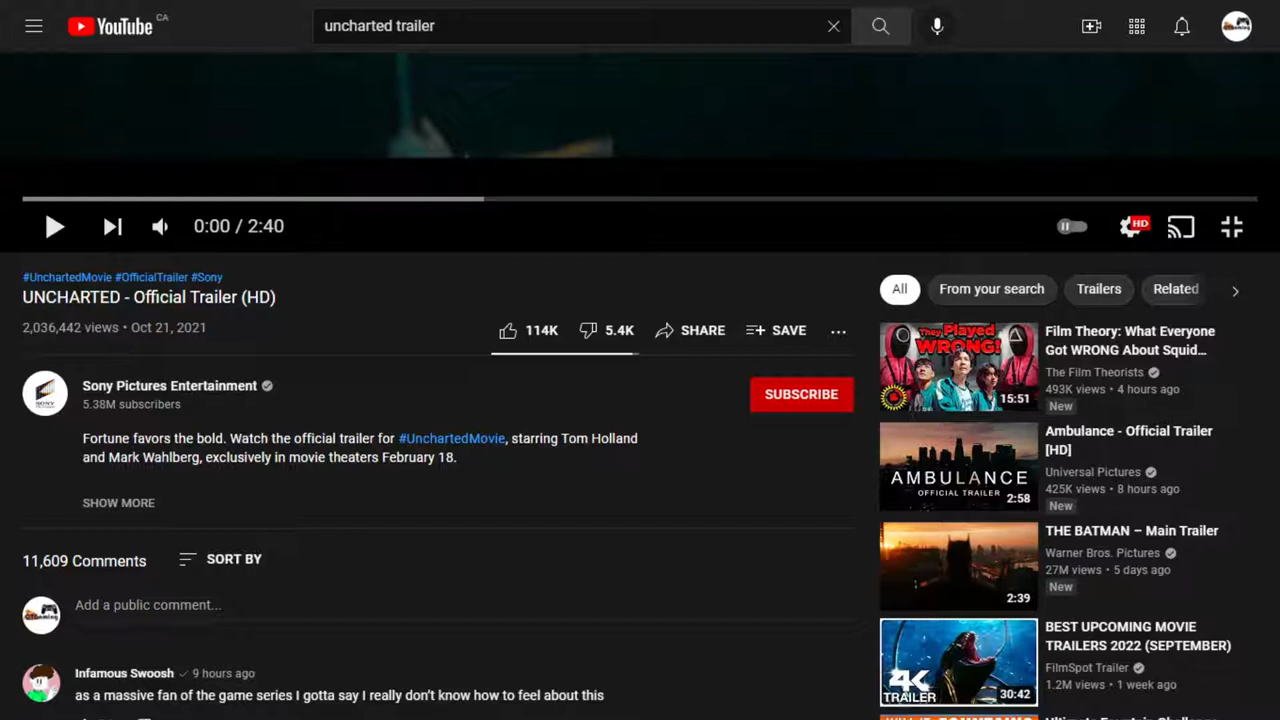 YouTube CA
uncharted trailer
0:00 / 2:40
HD
#UnchartedMovie #OfficialTrailer #Sony
UNCHARTED - Official Trailer (HD)
2,036,442 views • Oct 21, 2021
114K
5.4K
SHARE
SAVE
Sony Pictures Entertainment
5.38M subscribers
SUBSCRIBE
Fortune favors the bold. Watch the official trailer for #UnchartedMovie, starring Tom Holland
and Mark Wahlberg, exclusively in movie theaters February 18.
SHOW MORE
11,609 Comments
SORT BY
Add a public comment...
Infamous Swoosh
9 hours ago
as a massive fan of the game series I gotta say I really don't know how to feel about this
All
From your search
Trailers
Related
They Played
WRONG!
15:51
Film Theory: What Everyone
Got WRONG About Squid...
The Film Theorists
493K views • 4 hours ago
New
AMBULANCE
OFFICIAL TRAILER
2:58
Ambulance - Official Trailer
[HD]
Universal Pictures
425K views • 8 hours ago
New
2:39
THE BATMAN – Main Trailer
Warner Bros. Pictures
27M views • 5 days ago
New
4K
TRAILER
30:42
BEST UPCOMING MOVIE
TRAILERS 2022 (SEPTEMBER)
FilmSpot Trailer
1.2M views • 1 week ago